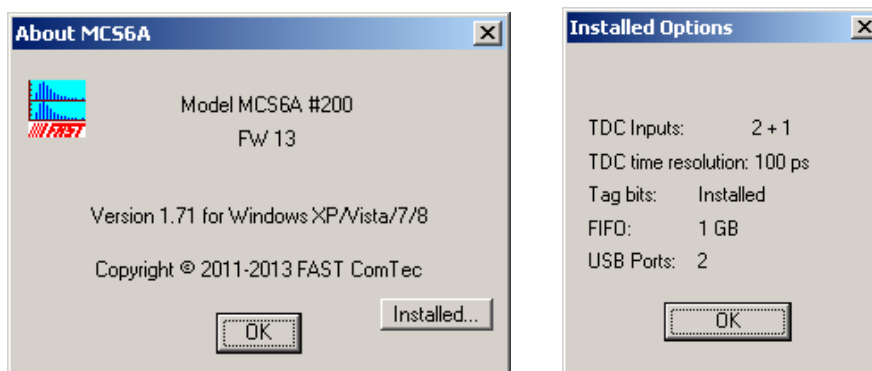 About MCS6A
FAST
Model MCS6A #200
FW 13
Version 1.71 for Windows XP/Vista/7/8
Copyright © 2011-2013 FAST ComTec
Installed...
OK
Installed Options
TDC Inputs: 2 + 1
TDC time resolution: 100 ps
Tag bits: Installed
FIFO: 1 GB
USB Ports: 2
OK